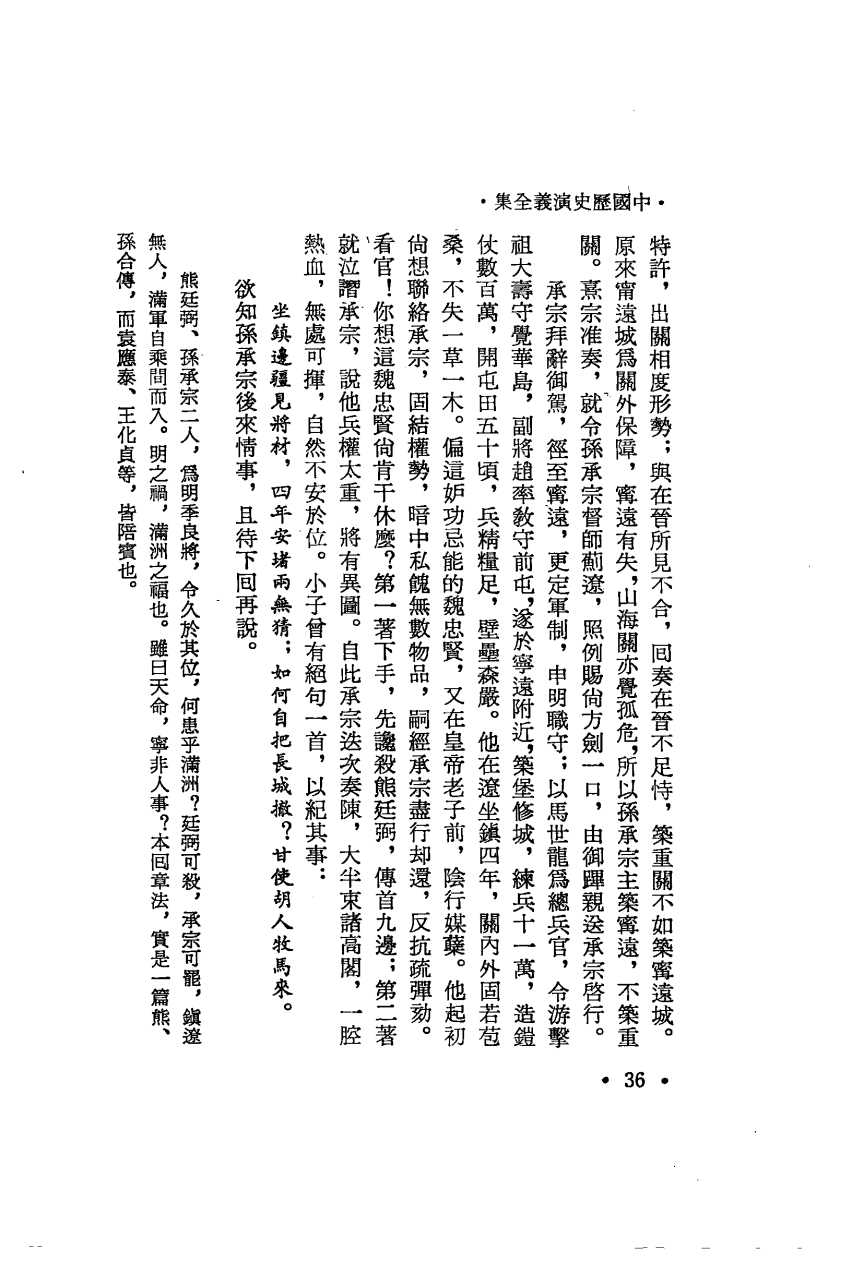 ・中國歷史演義全集・
特許，出關相度形勢；與在晉所見不合，囘奏在晉不足恃，築重關不如築甯遠城。
原來甯遠城爲關外保障，甯遠有失，山海關亦覺孤危，所以孫承宗主築甯遠，不築重
關。熹宗准奏，就令孫承宗督師薊遼，照例賜尙方劍一口，由御蹕親送承宗啓行。
承宗拜辭御駕，徑至甯遠，更定軍制，申明職守；以馬世龍爲總兵官，令游擊
祖大壽守覺華島，副將趙率敎守前屯，遂於寧遠附近，築堡修城，練兵十一萬，造鎧
仗數百萬，開屯田五十頃，兵精糧足，壁壘森嚴。他在遼坐鎭四年，關內外固若苞
桑，不失一草一木。偏這妒功忌能的魏忠賢，又在皇帝老子前，陰行媒蘗。他起初
尙想聯絡承宗，固結權勢，暗中私餽無數物品，嗣經承宗盡行却還，反抗疏彈劾。
看官！你想這魏忠賢尙肯干休麼？第一著下手，先讒殺熊廷弼，傳首九邊；第二著
就泣譖承宗，說他兵權太重，將有異圖。自此承宗迭次奏陳，大半束諸高閣，一腔
熱血，無處可揮，自然不安於位。小子曾有絕句一首，以紀其事：
坐鎭邊疆見將材，四年安堵兩無猜；如何自把長城撤？甘使胡人牧馬來。
欲知孫承宗後來情事，且待下囘再說。
熊廷弼、孫承宗二人，爲明季良將，令久於其位，何患乎滿洲？廷弼可殺，承宗可罷，鎭遼
無人，滿軍自乘間而入。明之禍，滿洲之福也。雖曰天命，寧非人事？本囘章法，實是一篇熊、
孫合傳，而袁應泰、王化貞等，皆陪賓也。
・36・